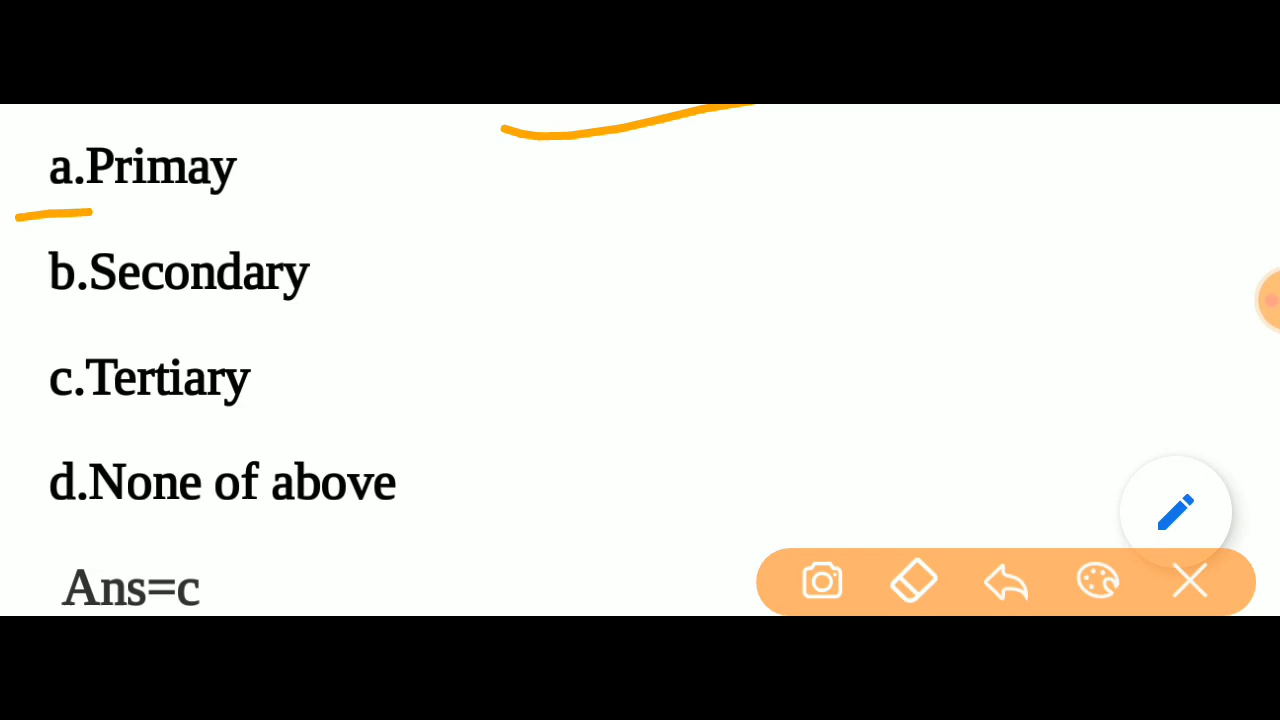 a.Primay
b.Secondary
c.Tertiary
d.None of above
Ans=c